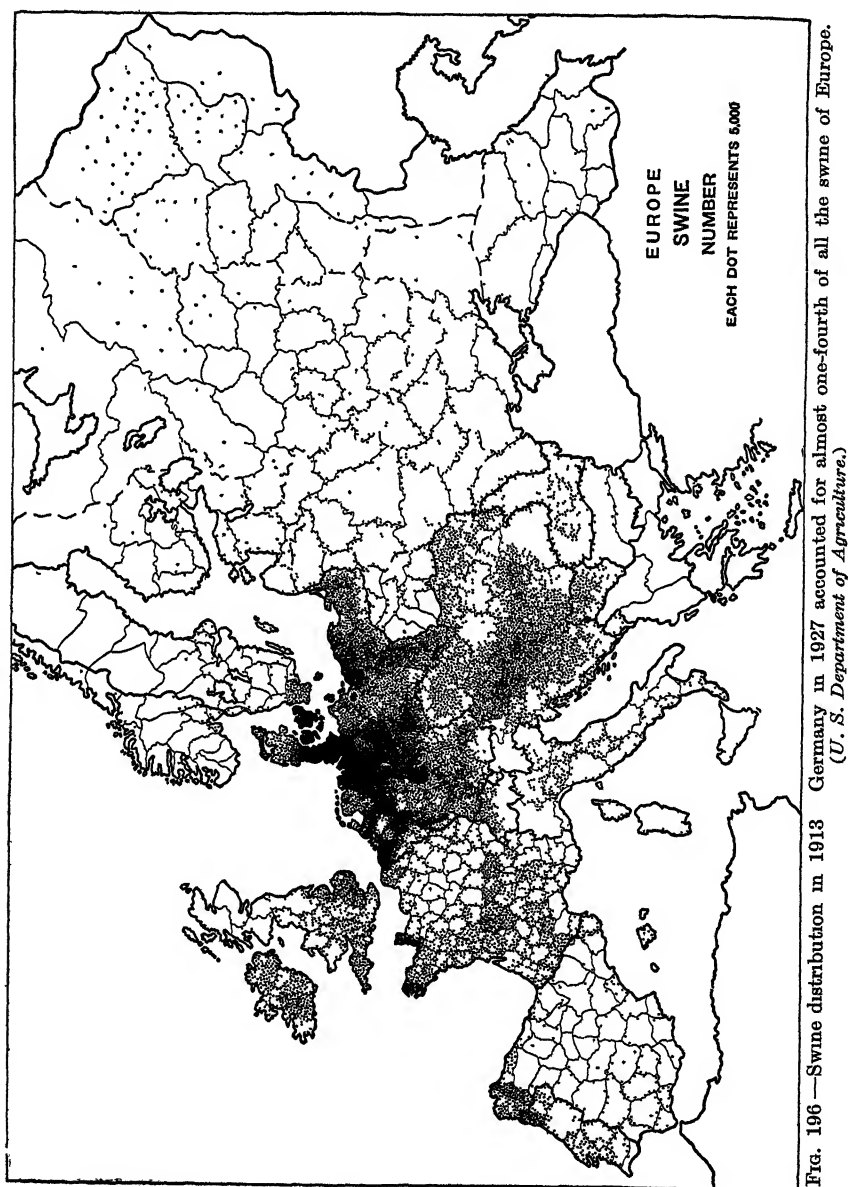 EUROPE
SWINE
NUMBER
EACH DOT REPRESENTS 5,000
FIG. 196 —Swine distribution in 1913 Germany in 1927 accounted for almost one-fourth of all the swine of Europe.
(U. S. Department of Agriculture.)